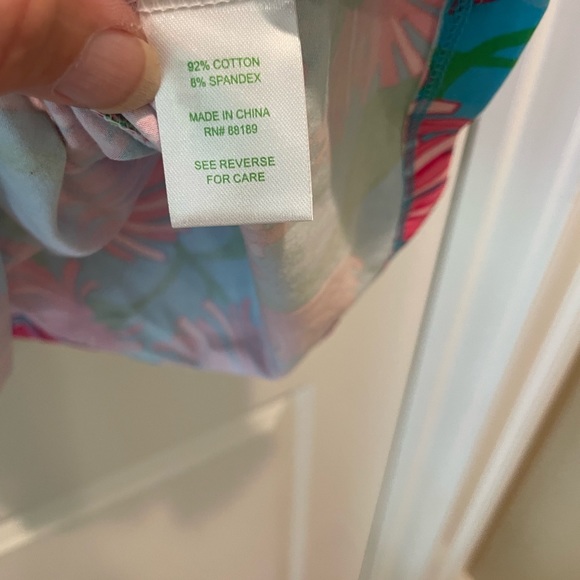 92% COTTON
8% SPANDEX
MADE IN CHINA
RN# 88189
SEE REVERSE
FOR CARE